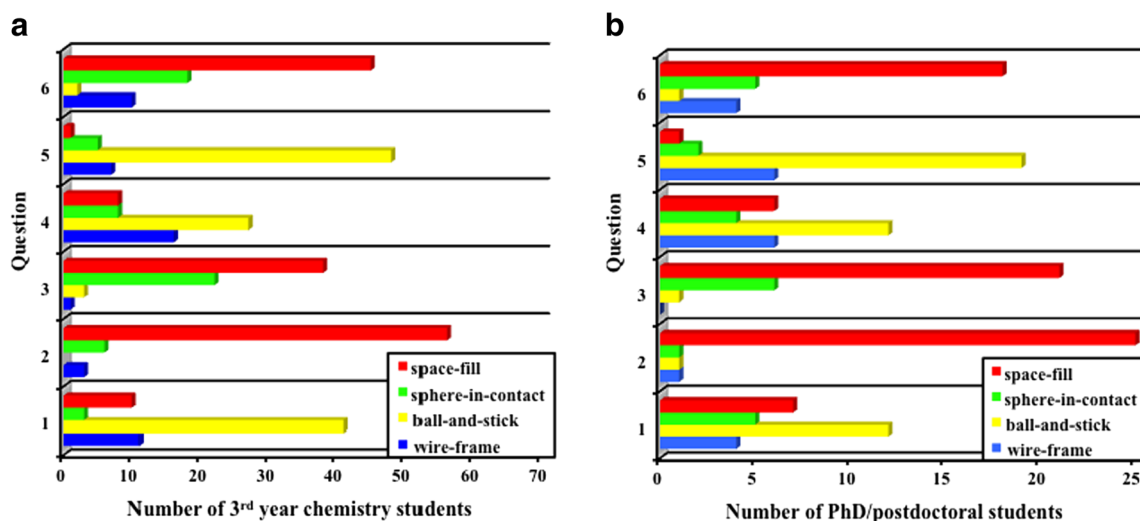 a
6
5
4
3
2
1
Question
space-fill
sphere-in-contact
ball-and-stick
wire-frame
0 10 20 30 40 50 60 70
Number of 3rd year chemistry students
b
6
5
4
3
2
1
Question
space-fill
sphere-in-contact
ball-and-stick
wire-frame
0 5 10 15 20 25
Number of PhD/postdoctoral students